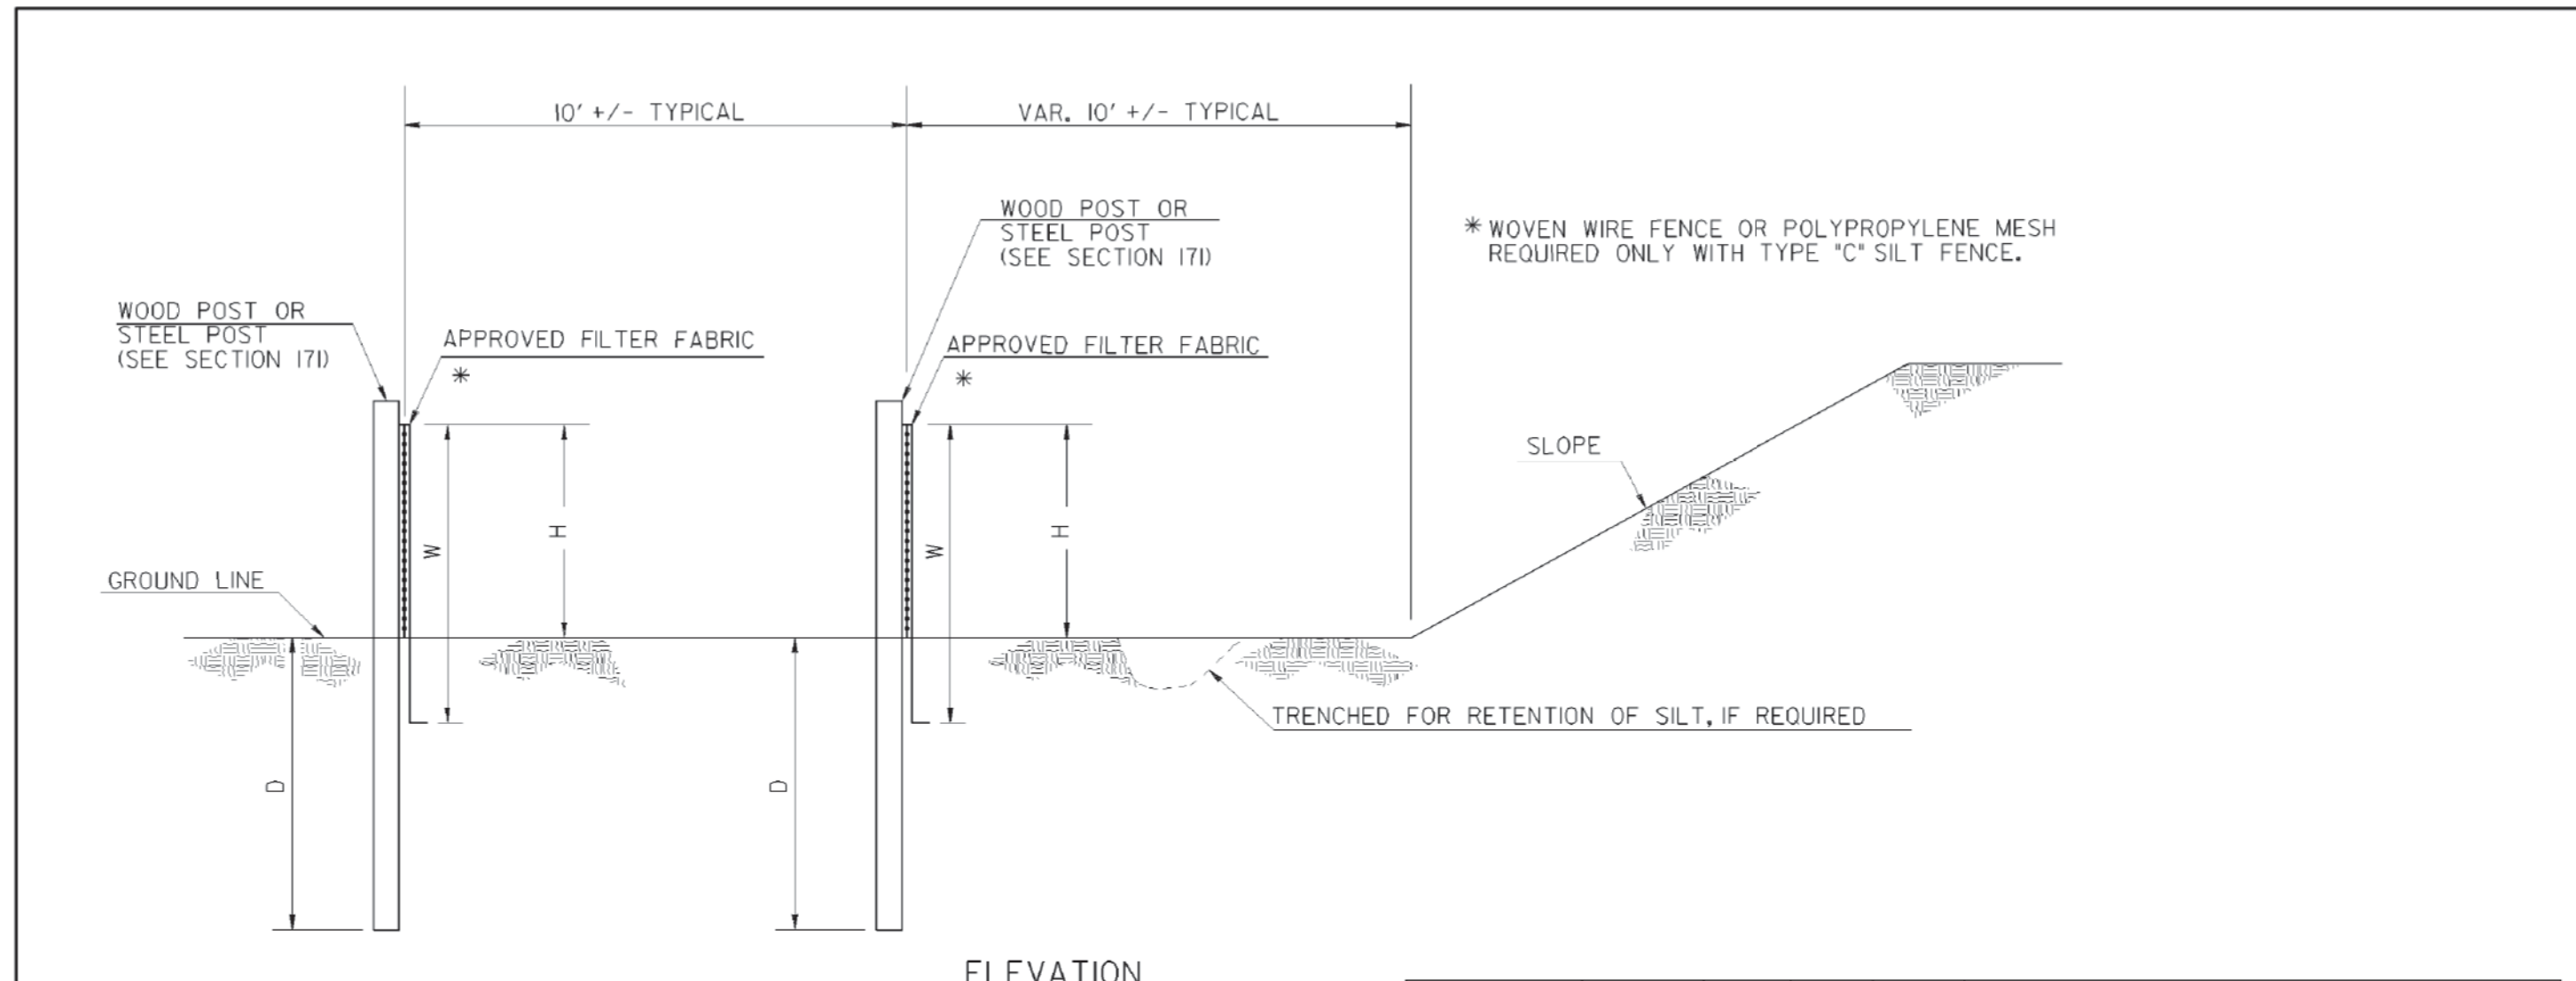 10' +/- TYPICAL
VAR. 10' +/- TYPICAL
WOOD POST OR
STEEL POST
(SEE SECTION 171)
* WOVEN WIRE FENCE OR POLYPROPYLENE MESH
REQUIRED ONLY WITH TYPE "C" SILT FENCE.
WOOD POST OR
STEEL POST
(SEE SECTION 171)
APPROVED FILTER FABRIC
*
APPROVED FILTER FABRIC
*
SLOPE
W
H
W
H
GROUND LINE
TRENCHED FOR RETENTION OF SILT, IF REQUIRED
D
D
ELEVATION